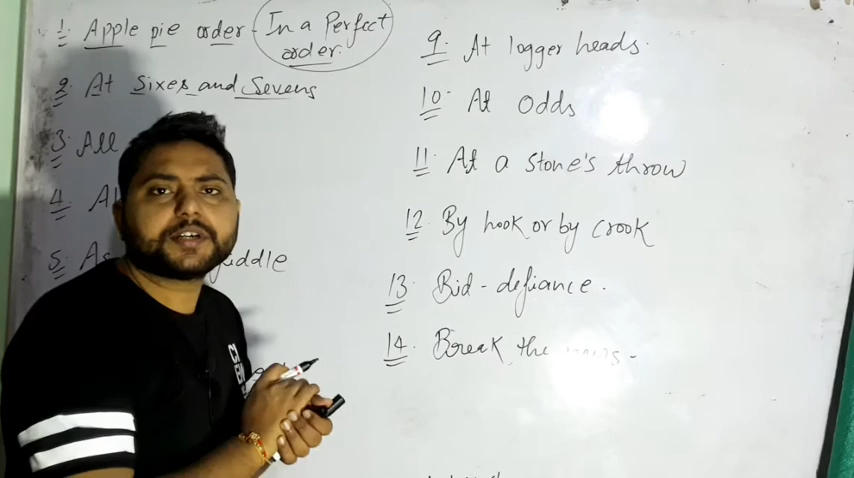 1. Apple pie order - In a Perfect order.
2. At Sixes and Sevens
3. All
4.
5. As fiddle
9. At logger heads.
10. At odds
11. At a stone's throw
12. By hook or by crook
13. Bid - defiance.
14. Break the